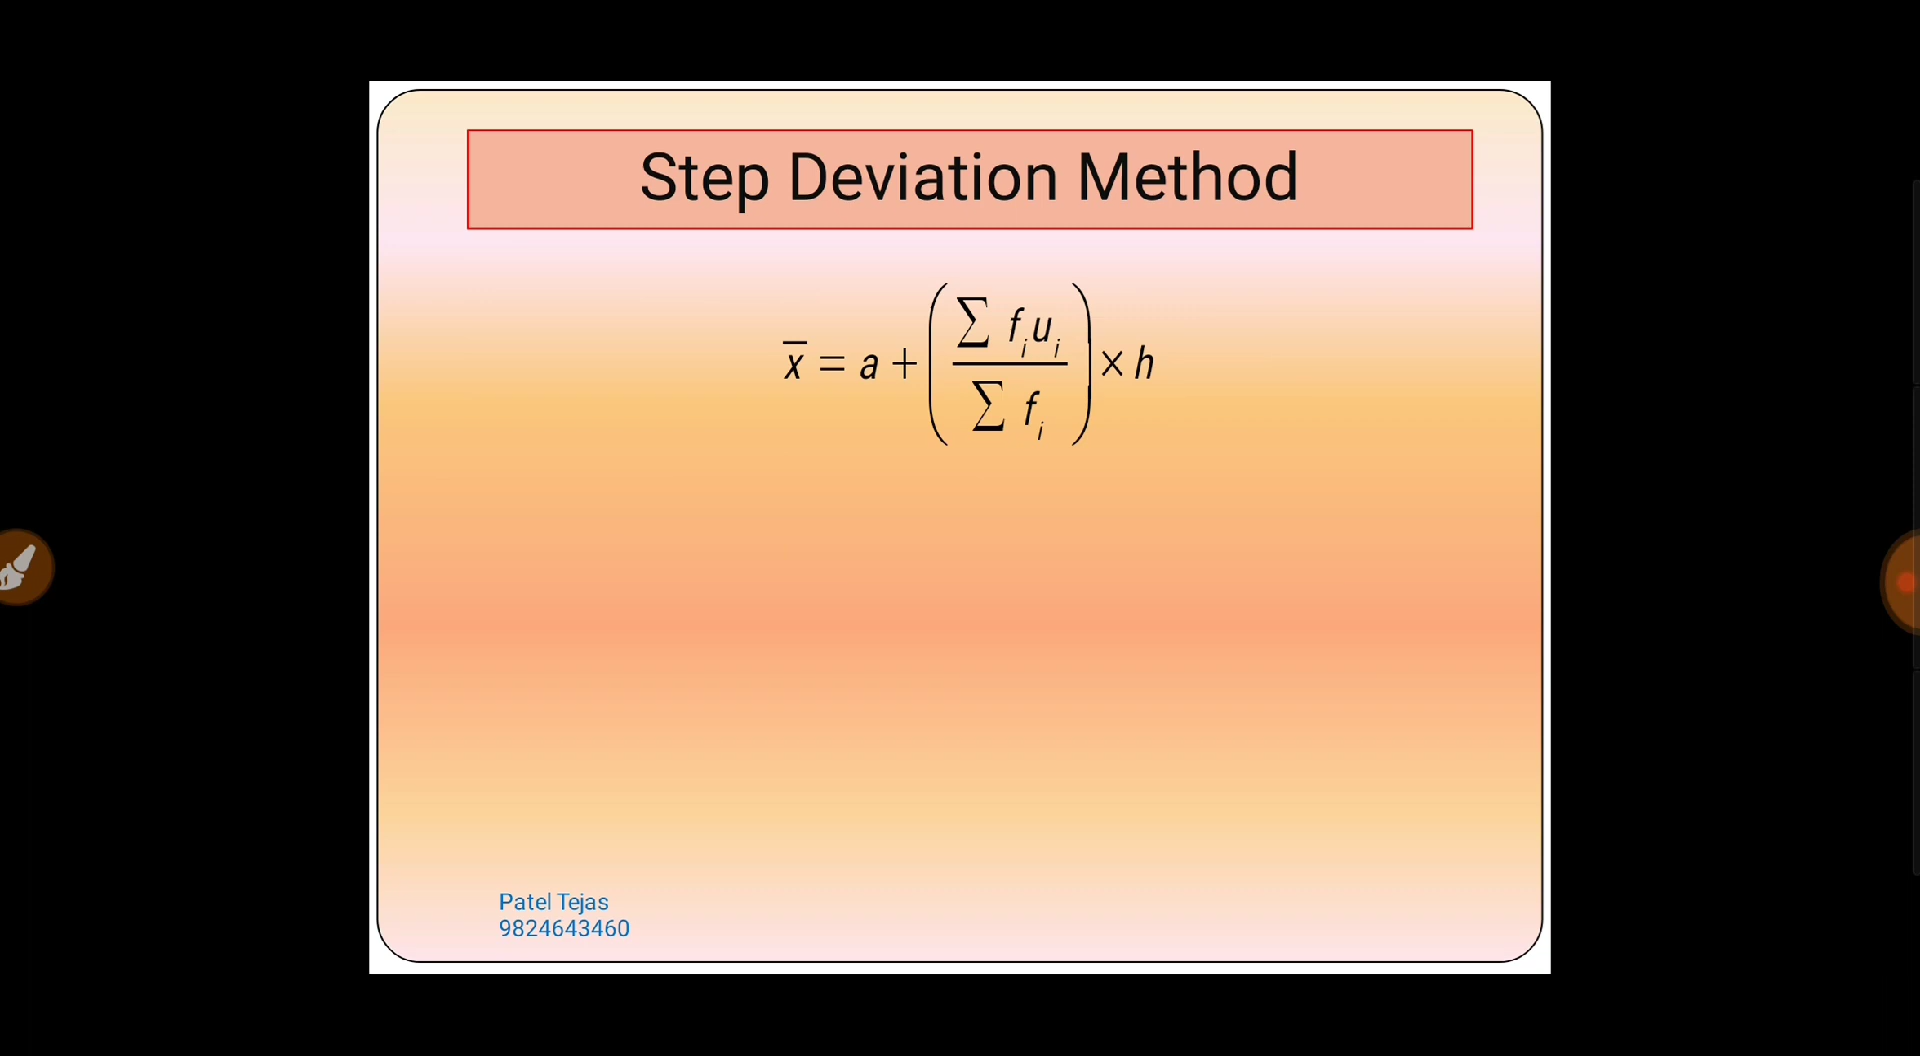 Step Deviation Method
x̄ = a + (∑ fᵢuᵢ / ∑ fᵢ) × h
Patel Tejas
9824643460